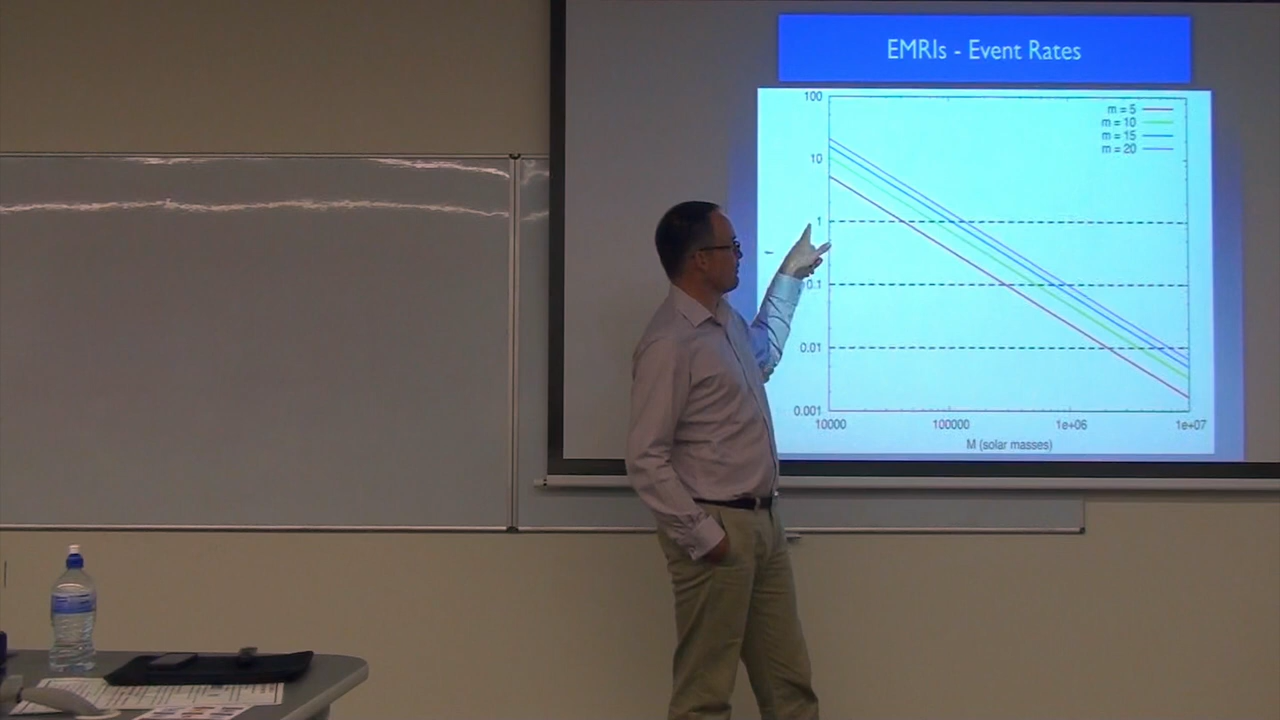 EMRIs - Event Rates
100
m = 5
m = 10
m = 15
m = 20
10
1
f
0.1
0.01
0.001
10000
100000
1e+06
1e+07
M (solar masses)